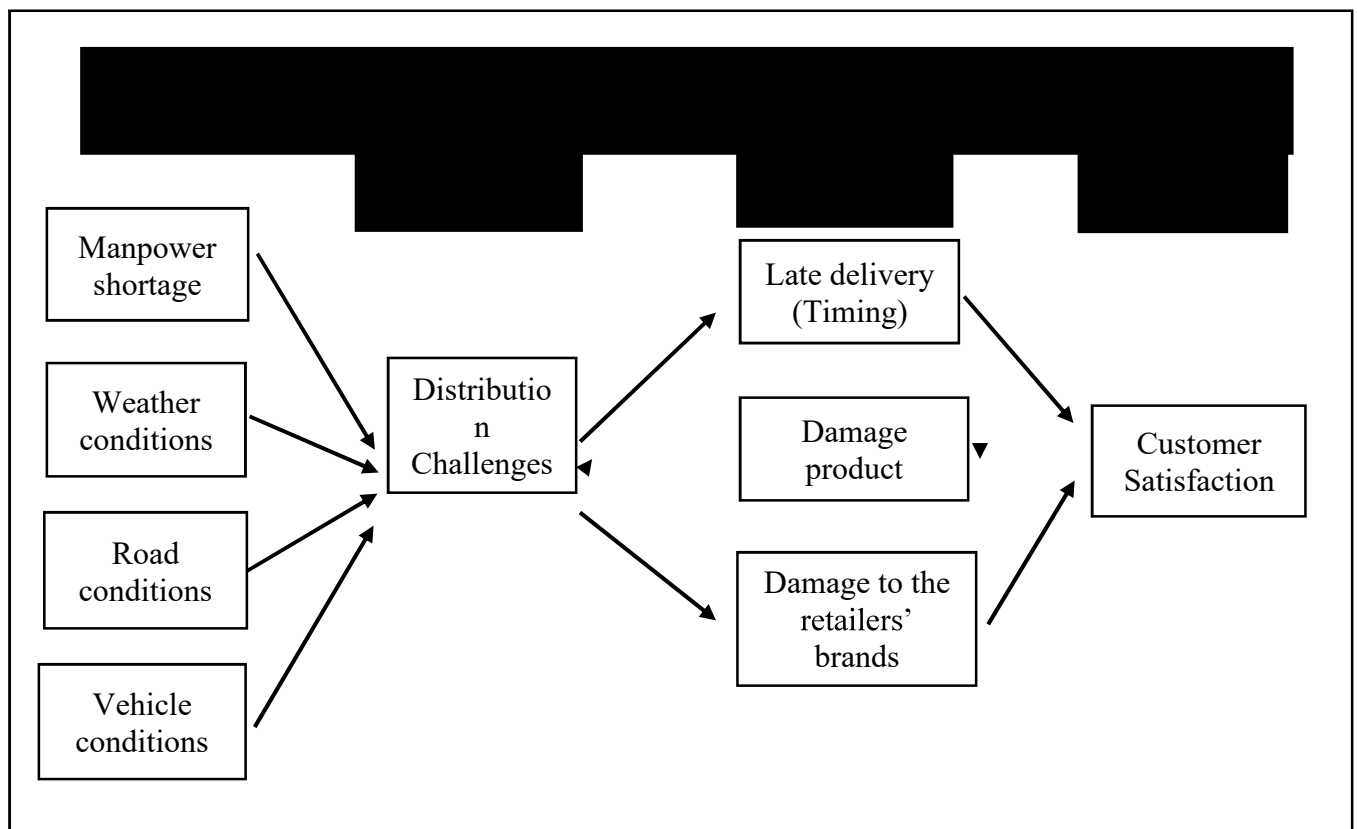 Manpower
shortage
Weather
conditions
Road
conditions
Vehicle
conditions
Distributio
n
Challenges
Late delivery
(Timing)
Damage
product
Damage to the
retailers’
brands
Customer
Satisfaction